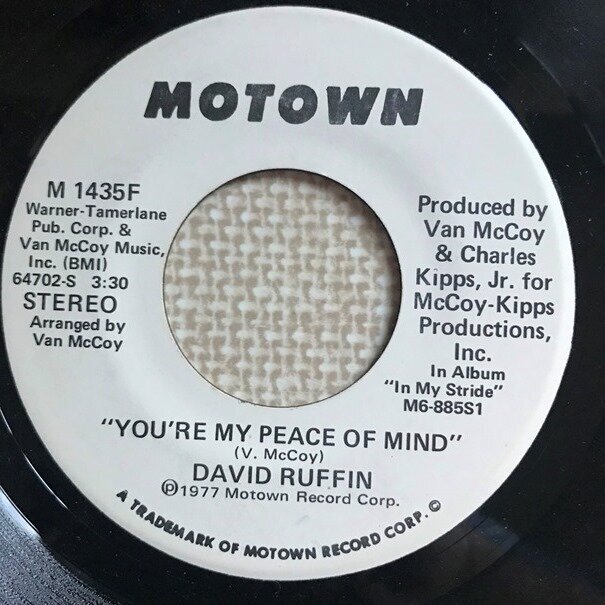 MOTOWN
M 1435F
Warner-Tamerlane
Pub. Corp. &
Van McCoy Music,
Inc. (BMI)
64702-S 3:30
STEREO
Arranged by
Van McCoy
Produced by
Van McCoy
& Charles
Kipps, Jr. for
McCoy-Kipps
Productions,
Inc.
In Album
"In My Stride"
M6-885S1
"YOU'RE MY PEACE OF MIND"
(V. McCoy)
DAVID RUFFIN
℗1977 Motown Record Corp.
A TRADEMARK OF MOTOWN RECORD CORP. ©